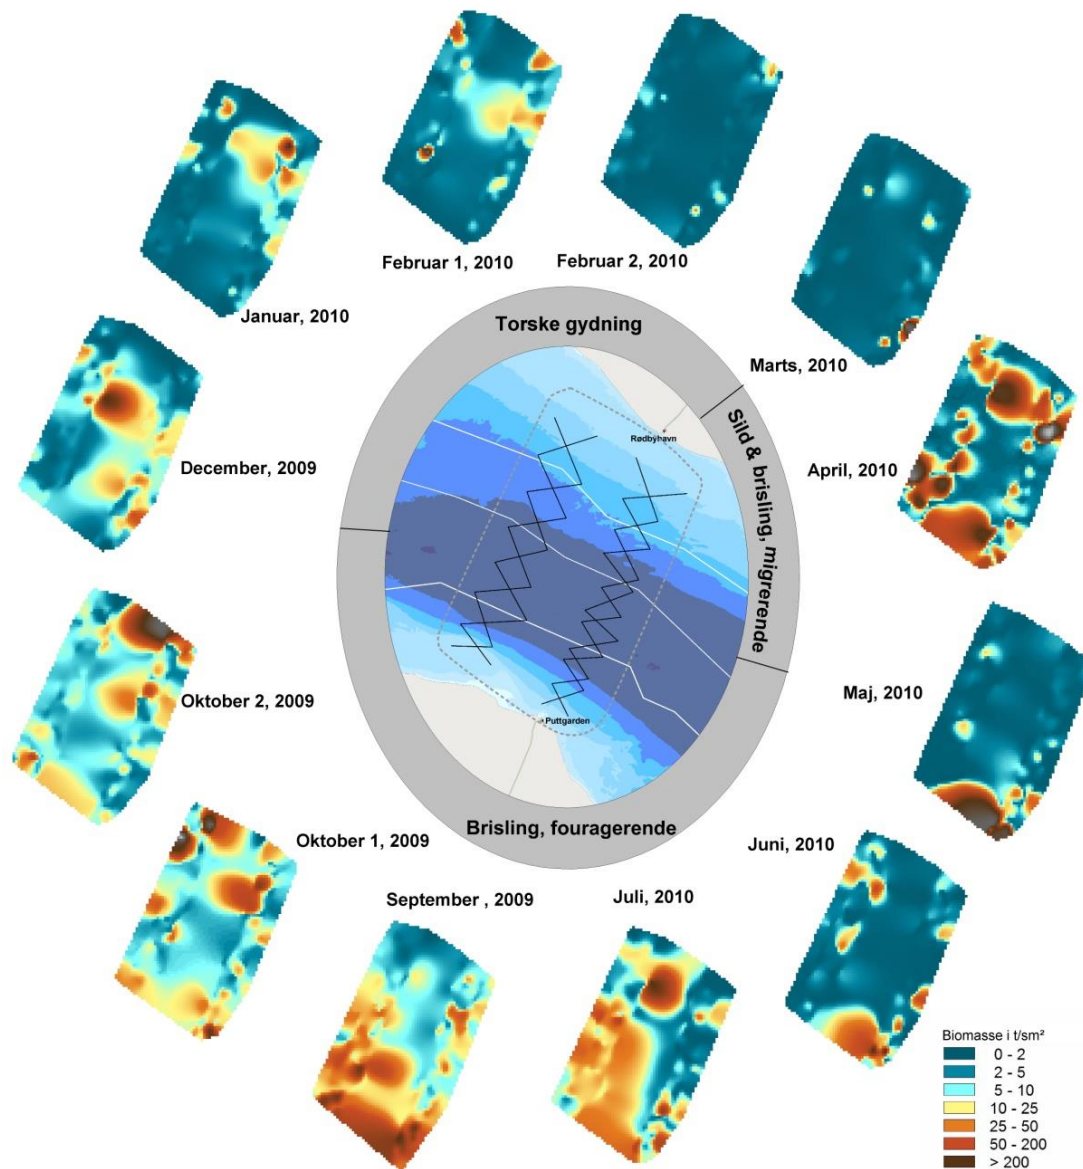 Februar 1, 2010
Februar 2, 2010
Januar, 2010
Marts, 2010
December, 2009
April, 2010
Oktober 2, 2009
Maj, 2010
Oktober 1, 2009
Juni, 2010
September , 2009
Juli, 2010
Torske gydning
Sild & brisling, migrerende
Brisling, fouragerende
Rødbyhavn
Puttgarden
Biomasse i t/sm²
0 - 2
2 - 5
5 - 10
10 - 25
25 - 50
50 - 200
> 200